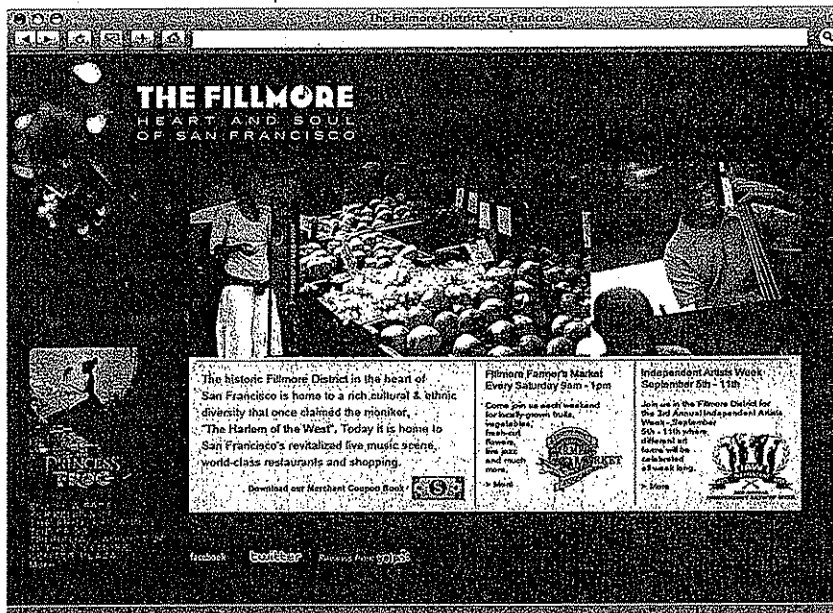 The Fillmore District, San Francisco
THE FILLMORE
HEART AND SOUL
OF SAN FRANCISCO
The historic Fillmore District in the heart of
San Francisco is home to a rich cultural & ethnic
diversity that once claimed the moniker,
"The Harlem of the West". Today it is home to
San Francisco's revitalized live music scene,
world-class restaurants and shopping.
Download our Merchant Coupon Book
Fillmore Farmer's Market
Every Saturday 9am - 1pm
Come join us each weekend
for locally-grown fruits,
vegetables,
fresh-cut
flowers,
live jazz
and much
more.
> More
MARKET
Independent Artists Week
September 5th - 11th
Join us in the Fillmore District for
the 3rd Annual Independent Artists
Week - September
5th - 11th where
different art
forms will be
celebrated
all week long.
> More
PRINCESS
FROG
facebook
twitter
Reviews from yelp